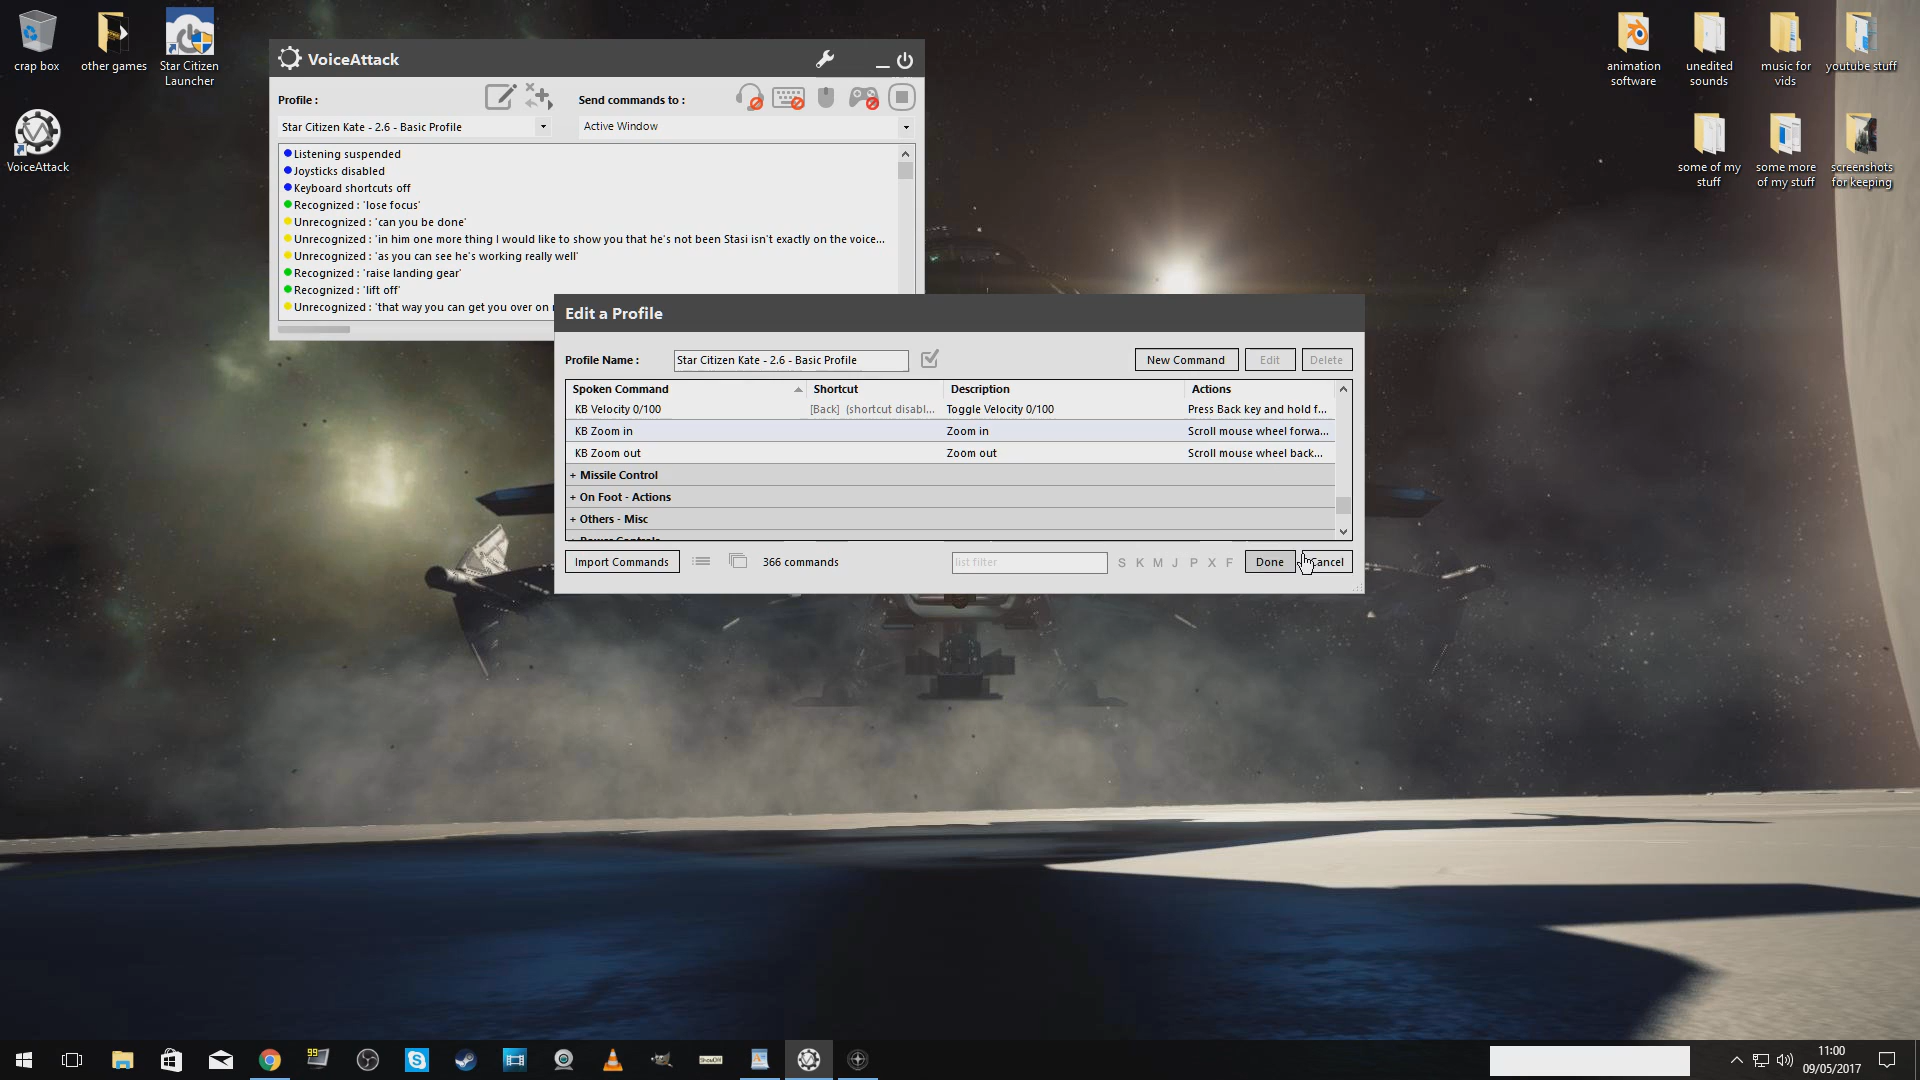 crap box
other games
Star Citizen
Launcher
VoiceAttack
animation
software
unedited
sounds
music for
vids
youtube stuff
some of my
stuff
some more
of my stuff
screenshots
for keeping
VoiceAttack
Profile :
Send commands to :
Star Citizen Kate - 2.6 - Basic Profile
Active Window
Listening suspended
Joysticks disabled
Keyboard shortcuts off
Recognized : 'lose focus'
Unrecognized : 'can you be done'
Unrecognized : 'in him one more thing I would like to show you that he's not been Stasi isn't exactly on the voice...
Unrecognized : 'as you can see he's working really well'
Recognized : 'raise landing gear'
Recognized : 'lift off'
Unrecognized : 'that way you can get you over on
Edit a Profile
Profile Name :
Star Citizen Kate - 2.6 - Basic Profile
New Command
Edit
Delete
Spoken Command Shortcut Description Actions
KB Velocity 0/100 [Back] (shortcut disabl... Toggle Velocity 0/100 Press Back key and hold f...
KB Zoom in Zoom in Scroll mouse wheel forwa...
KB Zoom out Zoom out Scroll mouse wheel back...
+ Missile Control
+ On Foot - Actions
+ Others - Misc
Import Commands
366 commands
list filter
S K M J P X F
Done
Cancel
99
11:00
09/05/2017